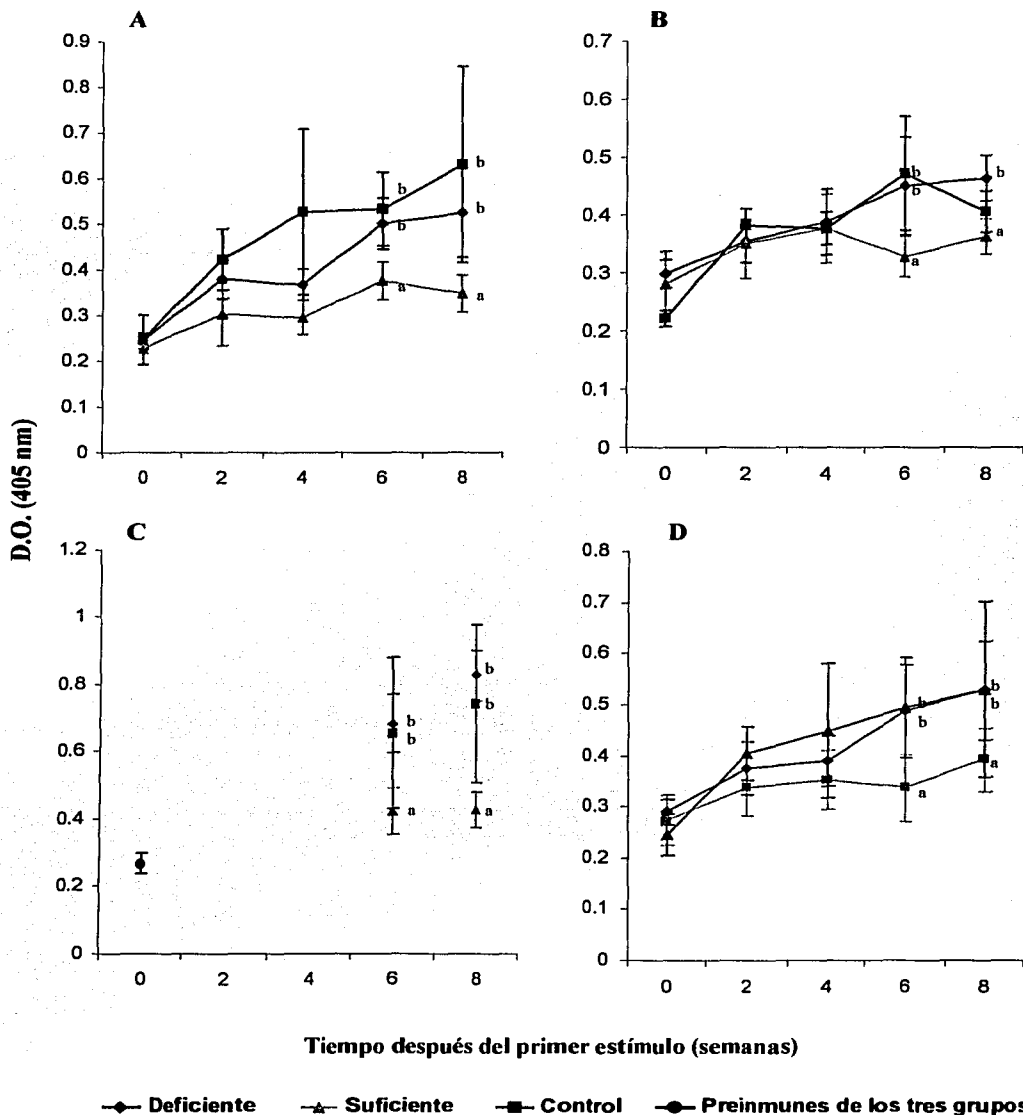 A
0.9
0.8
0.7
0.6
0.5
0.4
0.3
0.2
0.1
0
b
b
b
b
a
a
0 2 4 6 8
B
0.7
0.6
0.5
0.4
0.3
0.2
0.1
0
b
b
b
a
a
0 2 4 6 8
D.O. (405 nm)
C
1.2
1
0.8
0.6
0.4
0.2
0
b
b
b
b
a
a
0 2 4 6 8
D
0.8
0.7
0.6
0.5
0.4
0.3
0.2
0.1
0
b
b
b
b
a
a
0 2 4 6 8
Tiempo después del primer estímulo (semanas)
Deficiente Suficiente Control Preinmunes de los tres grupos